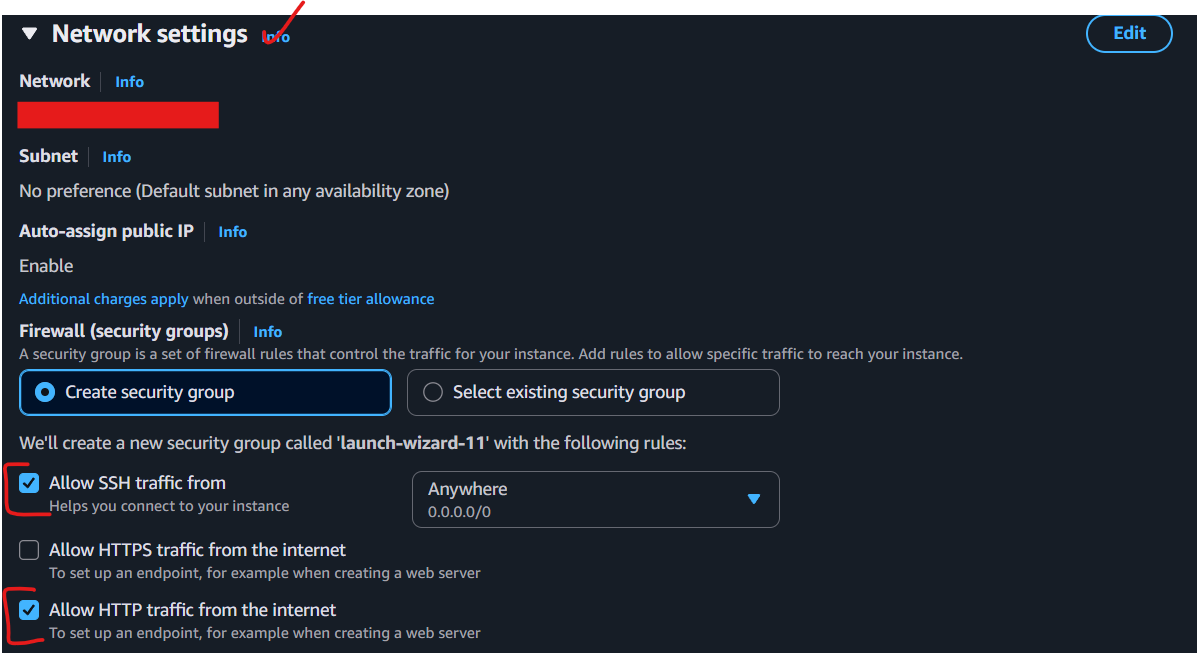 Network settings Info Edit
Network Info
Subnet Info
No preference (Default subnet in any availability zone)
Auto-assign public IP Info
Enable
Additional charges apply when outside of free tier allowance
Firewall (security groups) Info
A security group is a set of firewall rules that control the traffic for your instance. Add rules to allow specific traffic to reach your instance.
Create security group Select existing security group
We'll create a new security group called 'launch-wizard-11' with the following rules:
Allow SSH traffic from
Helps you connect to your instance
Anywhere
0.0.0.0/0
Allow HTTPS traffic from the internet
To set up an endpoint, for example when creating a web server
Allow HTTP traffic from the internet
To set up an endpoint, for example when creating a web server